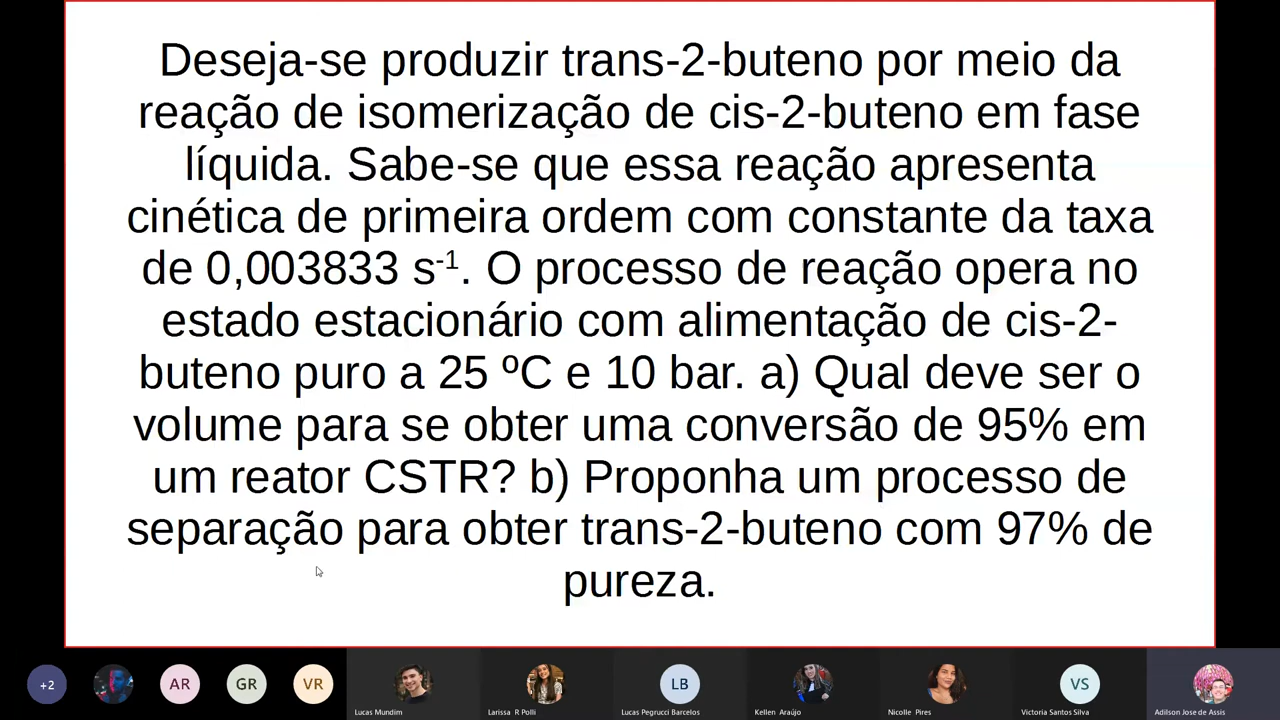 Deseja-se produzir trans-2-buteno por meio da
reação de isomerização de cis-2-buteno em fase
líquida. Sabe-se que essa reação apresenta
cinética de primeira ordem com constante da taxa
de 0,003833 s⁻¹. O processo de reação opera no
estado estacionário com alimentação de cis-2-
buteno puro a 25 ºC e 10 bar. a) Qual deve ser o
volume para se obter uma conversão de 95% em
um reator CSTR? b) Proponha um processo de
separação para obter trans-2-buteno com 97% de
pureza.
+2
AR
GR
VR
LB
VS
Lucas Mundim
Larissa R Polli
Lucas Pegrucci Barcelos
Kellen Araújo
Nicolle Pires
Victoria Santos Silva
Adilson Jose de Assis